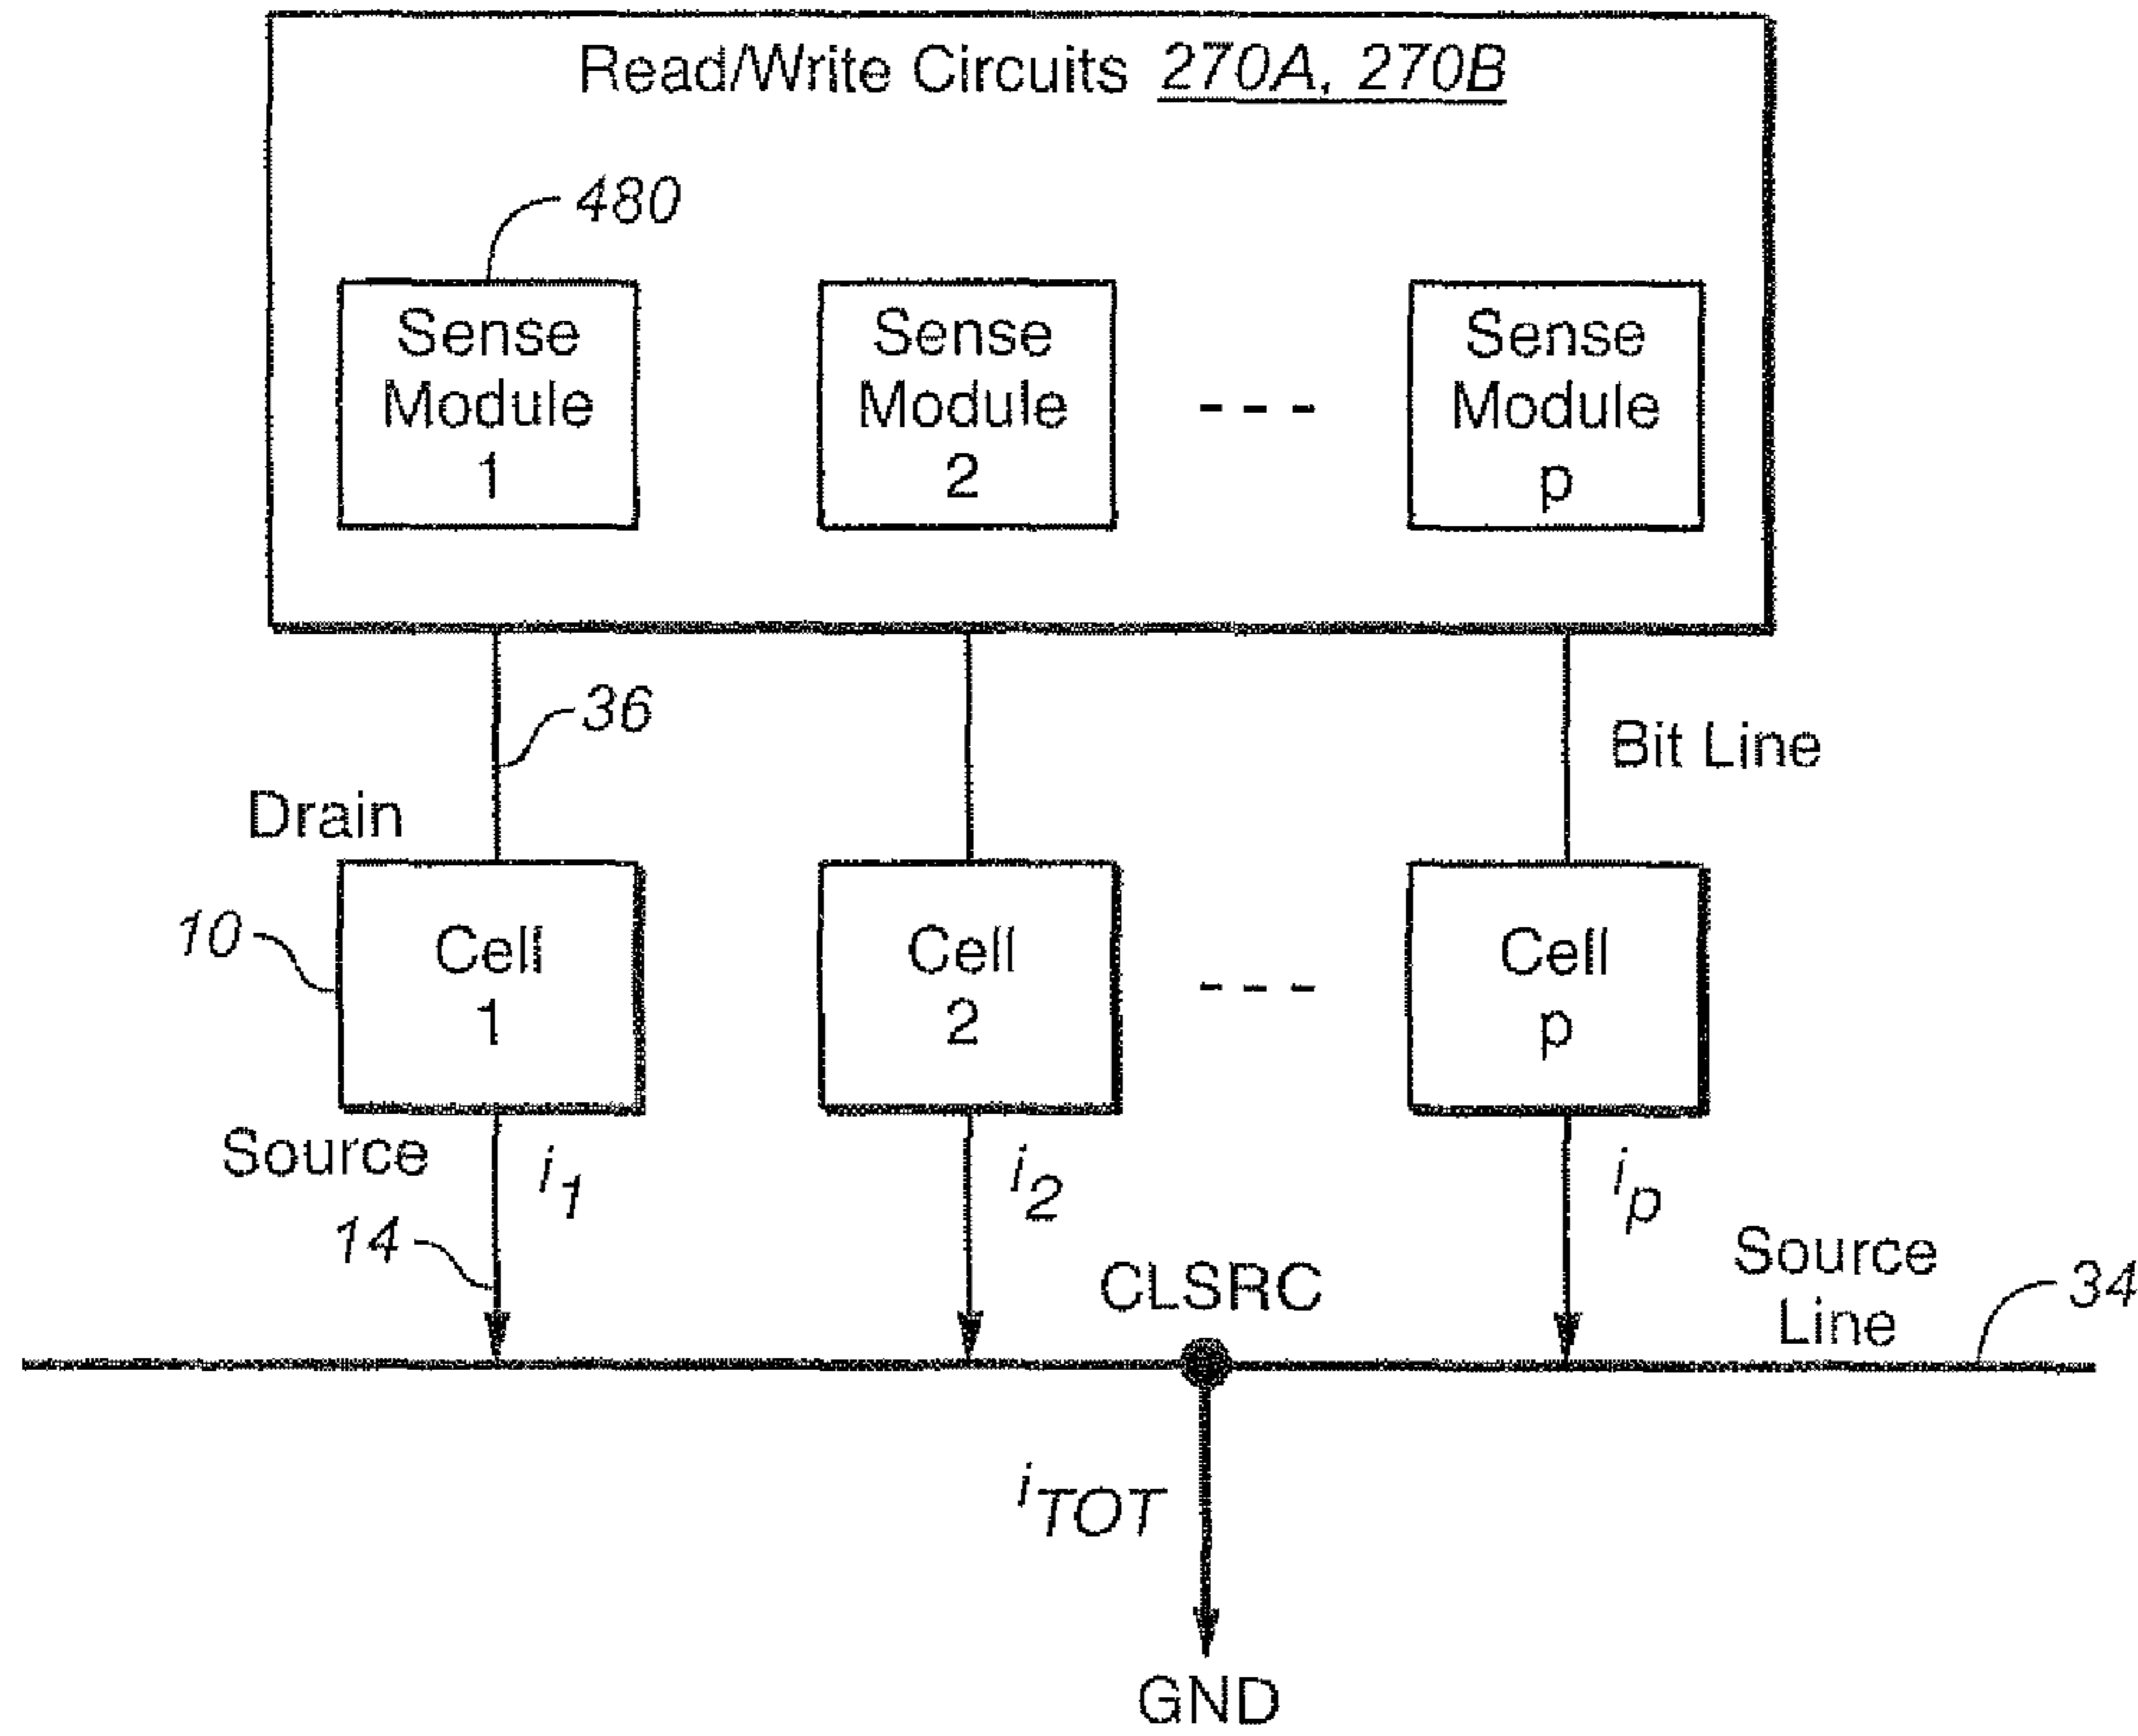 Read/Write Circuits 270A, 270B
480
Sense
Module
1
Sense
Module
2
- - -
Sense
Module
p
36
Bit Line
Drain
10
Cell
1
Cell
2
- - -
Cell
p
Source
i1
i2
ip
14
CLSRC
Source
Line
34
iTOT
GND